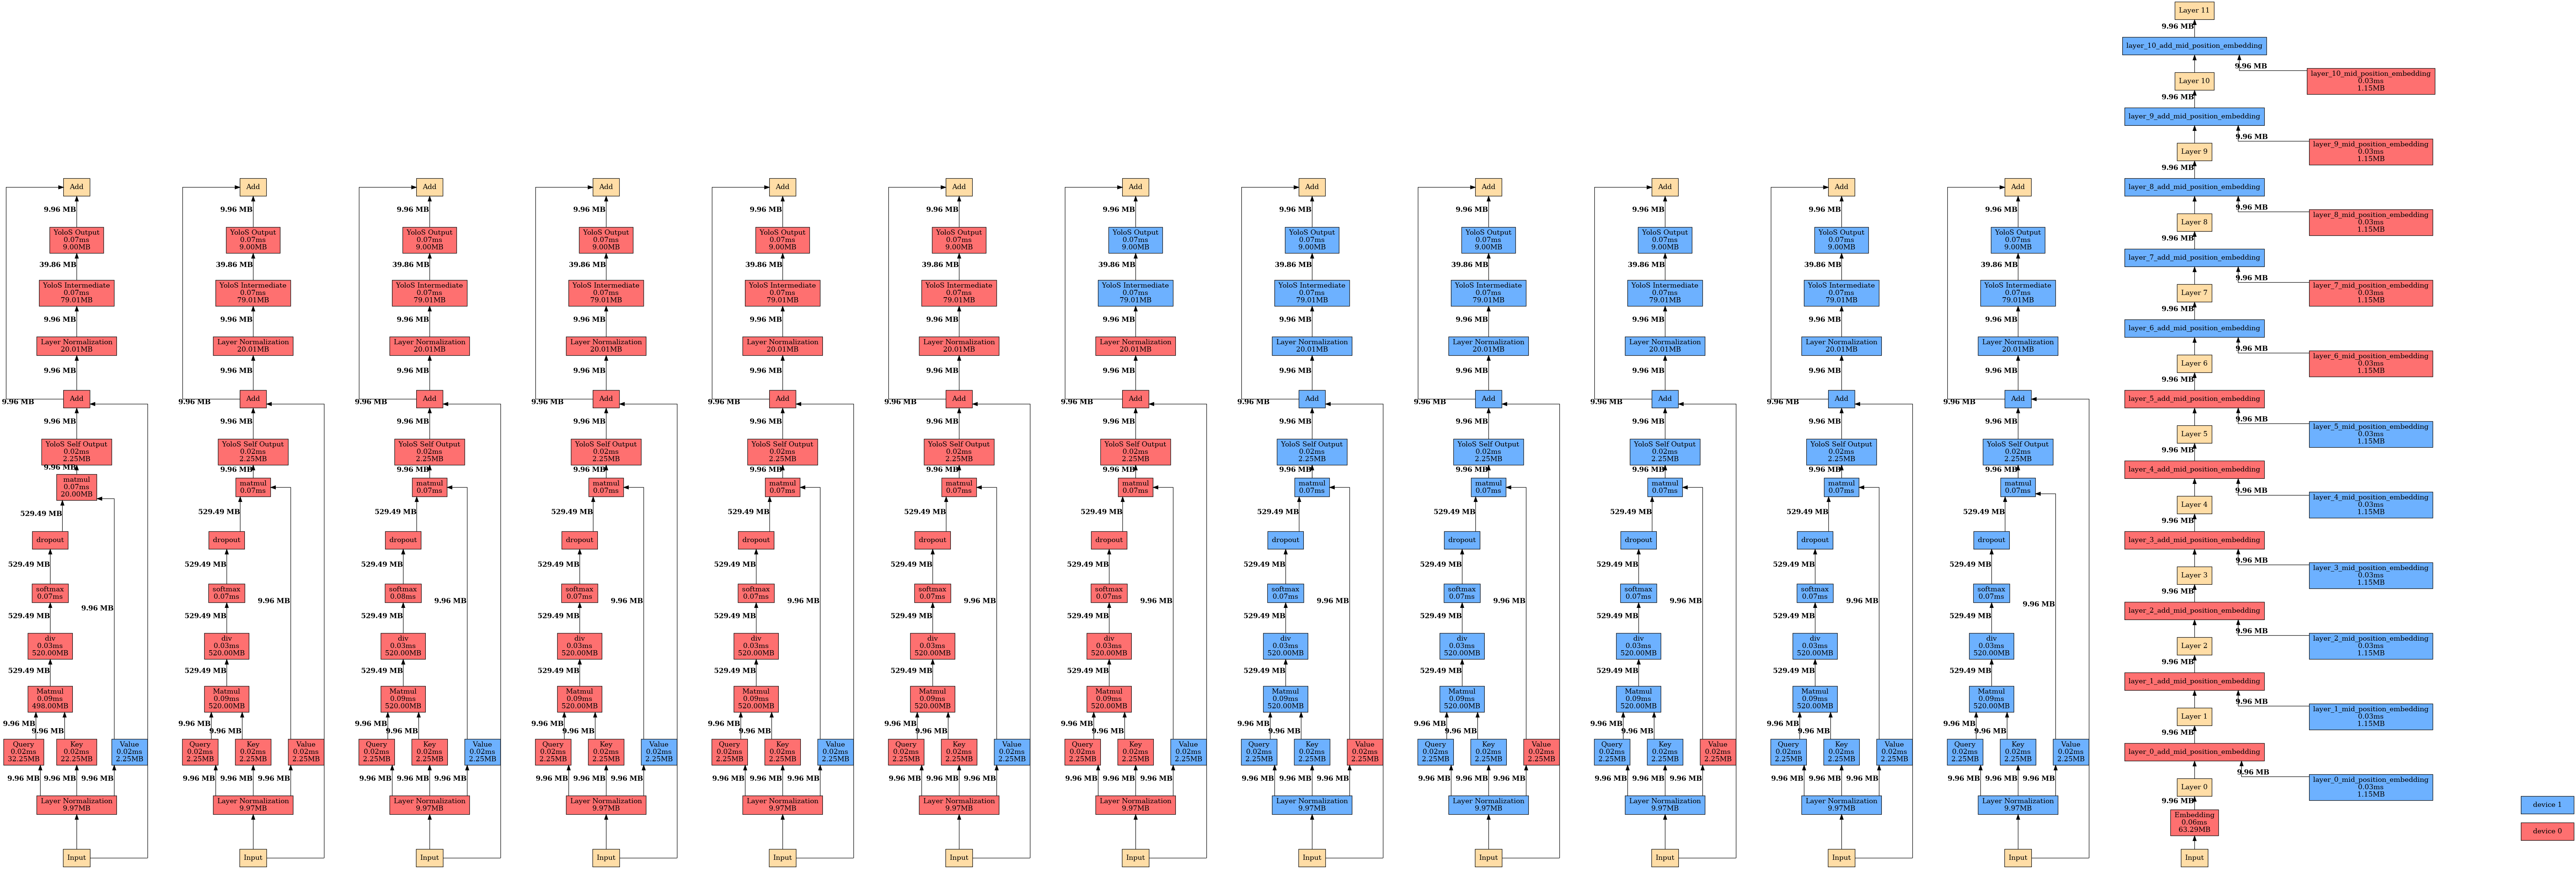 Add
9.96 MB
YoloS Output
0.07ms
9.00MB
39.86 MB
YoloS Intermediate
0.07ms
79.01MB
9.96 MB
Layer Normalization
20.01MB
9.96 MB
Add
9.96 MB
9.96 MB
YoloS Self Output
0.02ms
2.25MB
9.96 MB
matmul
0.07ms
20.00MB
529.49 MB
dropout
529.49 MB
softmax
0.07ms
9.96 MB
529.49 MB
div
0.03ms
520.00MB
529.49 MB
Matmul
0.09ms
498.00MB
9.96 MB
9.96 MB
Query
0.02ms
32.25MB
Key
0.02ms
22.25MB
Value
0.02ms
2.25MB
9.96 MB
9.96 MB
9.96 MB
Layer Normalization
9.97MB
Input
Add
9.96 MB
YoloS Output
0.07ms
9.00MB
39.86 MB
YoloS Intermediate
0.07ms
79.01MB
9.96 MB
Layer Normalization
20.01MB
9.96 MB
Add
9.96 MB
9.96 MB
YoloS Self Output
0.02ms
2.25MB
9.96 MB
matmul
0.07ms
529.49 MB
dropout
529.49 MB
softmax
0.07ms
9.96 MB
529.49 MB
div
0.03ms
520.00MB
529.49 MB
Matmul
0.09ms
520.00MB
9.96 MB
9.96 MB
Query
0.02ms
2.25MB
Key
0.02ms
2.25MB
Value
0.02ms
2.25MB
9.96 MB
9.96 MB
9.96 MB
Layer Normalization
9.97MB
Input
Add
9.96 MB
YoloS Output
0.07ms
9.00MB
39.86 MB
YoloS Intermediate
0.07ms
79.01MB
9.96 MB
Layer Normalization
20.01MB
9.96 MB
Add
9.96 MB
9.96 MB
YoloS Self Output
0.02ms
2.25MB
9.96 MB
matmul
0.07ms
529.49 MB
dropout
529.49 MB
softmax
0.08ms
9.96 MB
529.49 MB
div
0.03ms
520.00MB
529.49 MB
Matmul
0.09ms
520.00MB
9.96 MB
9.96 MB
Query
0.02ms
2.25MB
Key
0.02ms
2.25MB
Value
0.02ms
2.25MB
9.96 MB
9.96 MB
9.96 MB
Layer Normalization
9.97MB
Input
Add
9.96 MB
YoloS Output
0.07ms
9.00MB
39.86 MB
YoloS Intermediate
0.07ms
79.01MB
9.96 MB
Layer Normalization
20.01MB
9.96 MB
Add
9.96 MB
9.96 MB
YoloS Self Output
0.02ms
2.25MB
9.96 MB
matmul
0.07ms
529.49 MB
dropout
529.49 MB
softmax
0.07ms
9.96 MB
529.49 MB
div
0.03ms
520.00MB
529.49 MB
Matmul
0.09ms
520.00MB
9.96 MB
9.96 MB
Query
0.02ms
2.25MB
Key
0.02ms
2.25MB
Value
0.02ms
2.25MB
9.96 MB
9.96 MB
9.96 MB
Layer Normalization
9.97MB
Input
Add
9.96 MB
YoloS Output
0.07ms
9.00MB
39.86 MB
YoloS Intermediate
0.07ms
79.01MB
9.96 MB
Layer Normalization
20.01MB
9.96 MB
Add
9.96 MB
9.96 MB
YoloS Self Output
0.02ms
2.25MB
9.96 MB
matmul
0.07ms
529.49 MB
dropout
529.49 MB
softmax
0.07ms
9.96 MB
529.49 MB
div
0.03ms
520.00MB
529.49 MB
Matmul
0.09ms
520.00MB
9.96 MB
9.96 MB
Query
0.02ms
2.25MB
Key
0.02ms
2.25MB
Value
0.02ms
2.25MB
9.96 MB
9.96 MB
9.96 MB
Layer Normalization
9.97MB
Input
Add
9.96 MB
YoloS Output
0.07ms
9.00MB
39.86 MB
YoloS Intermediate
0.07ms
79.01MB
9.96 MB
Layer Normalization
20.01MB
9.96 MB
Add
9.96 MB
9.96 MB
YoloS Self Output
0.02ms
2.25MB
9.96 MB
matmul
0.07ms
529.49 MB
dropout
529.49 MB
softmax
0.07ms
9.96 MB
529.49 MB
div
0.03ms
520.00MB
529.49 MB
Matmul
0.09ms
520.00MB
9.96 MB
9.96 MB
Query
0.02ms
2.25MB
Key
0.02ms
2.25MB
Value
0.02ms
2.25MB
9.96 MB
9.96 MB
9.96 MB
Layer Normalization
9.97MB
Input
Add
9.96 MB
YoloS Output
0.07ms
9.00MB
39.86 MB
YoloS Intermediate
0.07ms
79.01MB
9.96 MB
Layer Normalization
20.01MB
9.96 MB
Add
9.96 MB
9.96 MB
YoloS Self Output
0.02ms
2.25MB
9.96 MB
matmul
0.07ms
529.49 MB
dropout
529.49 MB
softmax
0.07ms
9.96 MB
529.49 MB
div
0.03ms
520.00MB
529.49 MB
Matmul
0.09ms
520.00MB
9.96 MB
9.96 MB
Query
0.02ms
2.25MB
Key
0.02ms
2.25MB
Value
0.02ms
2.25MB
9.96 MB
9.96 MB
9.96 MB
Layer Normalization
9.97MB
Input
Add
9.96 MB
YoloS Output
0.07ms
9.00MB
39.86 MB
YoloS Intermediate
0.07ms
79.01MB
9.96 MB
Layer Normalization
20.01MB
9.96 MB
Add
9.96 MB
9.96 MB
YoloS Self Output
0.02ms
2.25MB
9.96 MB
matmul
0.07ms
529.49 MB
dropout
529.49 MB
softmax
0.07ms
9.96 MB
529.49 MB
div
0.03ms
520.00MB
529.49 MB
Matmul
0.09ms
520.00MB
9.96 MB
9.96 MB
Query
0.02ms
2.25MB
Key
0.02ms
2.25MB
Value
0.02ms
2.25MB
9.96 MB
9.96 MB
9.96 MB
Layer Normalization
9.97MB
Input
Add
9.96 MB
YoloS Output
0.07ms
9.00MB
39.86 MB
YoloS Intermediate
0.07ms
79.01MB
9.96 MB
Layer Normalization
20.01MB
9.96 MB
Add
9.96 MB
9.96 MB
YoloS Self Output
0.02ms
2.25MB
9.96 MB
matmul
0.07ms
529.49 MB
dropout
529.49 MB
softmax
0.07ms
9.96 MB
529.49 MB
div
0.03ms
520.00MB
529.49 MB
Matmul
0.09ms
520.00MB
9.96 MB
9.96 MB
Query
0.02ms
2.25MB
Key
0.02ms
2.25MB
Value
0.02ms
2.25MB
9.96 MB
9.96 MB
9.96 MB
Layer Normalization
9.97MB
Input
Add
9.96 MB
YoloS Output
0.07ms
9.00MB
39.86 MB
YoloS Intermediate
0.07ms
79.01MB
9.96 MB
Layer Normalization
20.01MB
9.96 MB
Add
9.96 MB
9.96 MB
YoloS Self Output
0.02ms
2.25MB
9.96 MB
matmul
0.07ms
529.49 MB
dropout
529.49 MB
softmax
0.07ms
9.96 MB
529.49 MB
div
0.03ms
520.00MB
529.49 MB
Matmul
0.09ms
520.00MB
9.96 MB
9.96 MB
Query
0.02ms
2.25MB
Key
0.02ms
2.25MB
Value
0.02ms
2.25MB
9.96 MB
9.96 MB
9.96 MB
Layer Normalization
9.97MB
Input
Add
9.96 MB
YoloS Output
0.07ms
9.00MB
39.86 MB
YoloS Intermediate
0.07ms
79.01MB
9.96 MB
Layer Normalization
20.01MB
9.96 MB
Add
9.96 MB
9.96 MB
YoloS Self Output
0.02ms
2.25MB
9.96 MB
matmul
0.07ms
529.49 MB
dropout
529.49 MB
softmax
0.07ms
9.96 MB
529.49 MB
div
0.03ms
520.00MB
529.49 MB
Matmul
0.09ms
520.00MB
9.96 MB
9.96 MB
Query
0.02ms
2.25MB
Key
0.02ms
2.25MB
Value
0.02ms
2.25MB
9.96 MB
9.96 MB
9.96 MB
Layer Normalization
9.97MB
Input
Add
9.96 MB
YoloS Output
0.07ms
9.00MB
39.86 MB
YoloS Intermediate
0.07ms
79.01MB
9.96 MB
Layer Normalization
20.01MB
9.96 MB
Add
9.96 MB
9.96 MB
YoloS Self Output
0.02ms
2.25MB
9.96 MB
matmul
0.07ms
529.49 MB
dropout
529.49 MB
softmax
0.07ms
9.96 MB
529.49 MB
div
0.03ms
520.00MB
529.49 MB
Matmul
0.09ms
520.00MB
9.96 MB
9.96 MB
Query
0.02ms
2.25MB
Key
0.02ms
2.25MB
Value
0.02ms
2.25MB
9.96 MB
9.96 MB
9.96 MB
Layer Normalization
9.97MB
Input
Layer 11
9.96 MB
layer_10_add_mid_position_embedding
9.96 MB
layer_10_mid_position_embedding
0.03ms
1.15MB
Layer 10
9.96 MB
layer_9_add_mid_position_embedding
9.96 MB
layer_9_mid_position_embedding
0.03ms
1.15MB
Layer 9
9.96 MB
layer_8_add_mid_position_embedding
9.96 MB
layer_8_mid_position_embedding
0.03ms
1.15MB
Layer 8
9.96 MB
layer_7_add_mid_position_embedding
9.96 MB
layer_7_mid_position_embedding
0.03ms
1.15MB
Layer 7
9.96 MB
layer_6_add_mid_position_embedding
9.96 MB
layer_6_mid_position_embedding
0.03ms
1.15MB
Layer 6
9.96 MB
layer_5_add_mid_position_embedding
9.96 MB
layer_5_mid_position_embedding
0.03ms
1.15MB
Layer 5
9.96 MB
layer_4_add_mid_position_embedding
9.96 MB
layer_4_mid_position_embedding
0.03ms
1.15MB
Layer 4
9.96 MB
layer_3_add_mid_position_embedding
9.96 MB
layer_3_mid_position_embedding
0.03ms
1.15MB
Layer 3
9.96 MB
layer_2_add_mid_position_embedding
9.96 MB
layer_2_mid_position_embedding
0.03ms
1.15MB
Layer 2
9.96 MB
layer_1_add_mid_position_embedding
9.96 MB
layer_1_mid_position_embedding
0.03ms
1.15MB
Layer 1
9.96 MB
layer_0_add_mid_position_embedding
9.96 MB
layer_0_mid_position_embedding
0.03ms
1.15MB
Layer 0
9.96 MB
Embedding
0.06ms
63.29MB
Input
device 1
device 0